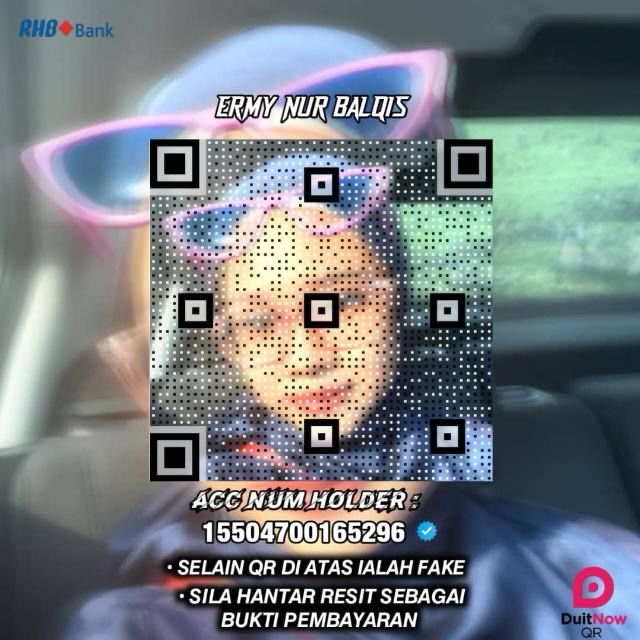 RHB Bank
ERMY NUR BALQIS
ACC NUM HOLDER :
15504700165296
• SELAIN QR DI ATAS IALAH FAKE
• SILA HANTAR RESIT SEBAGAI
BUKTI PEMBAYARAN
DuitNow
QR